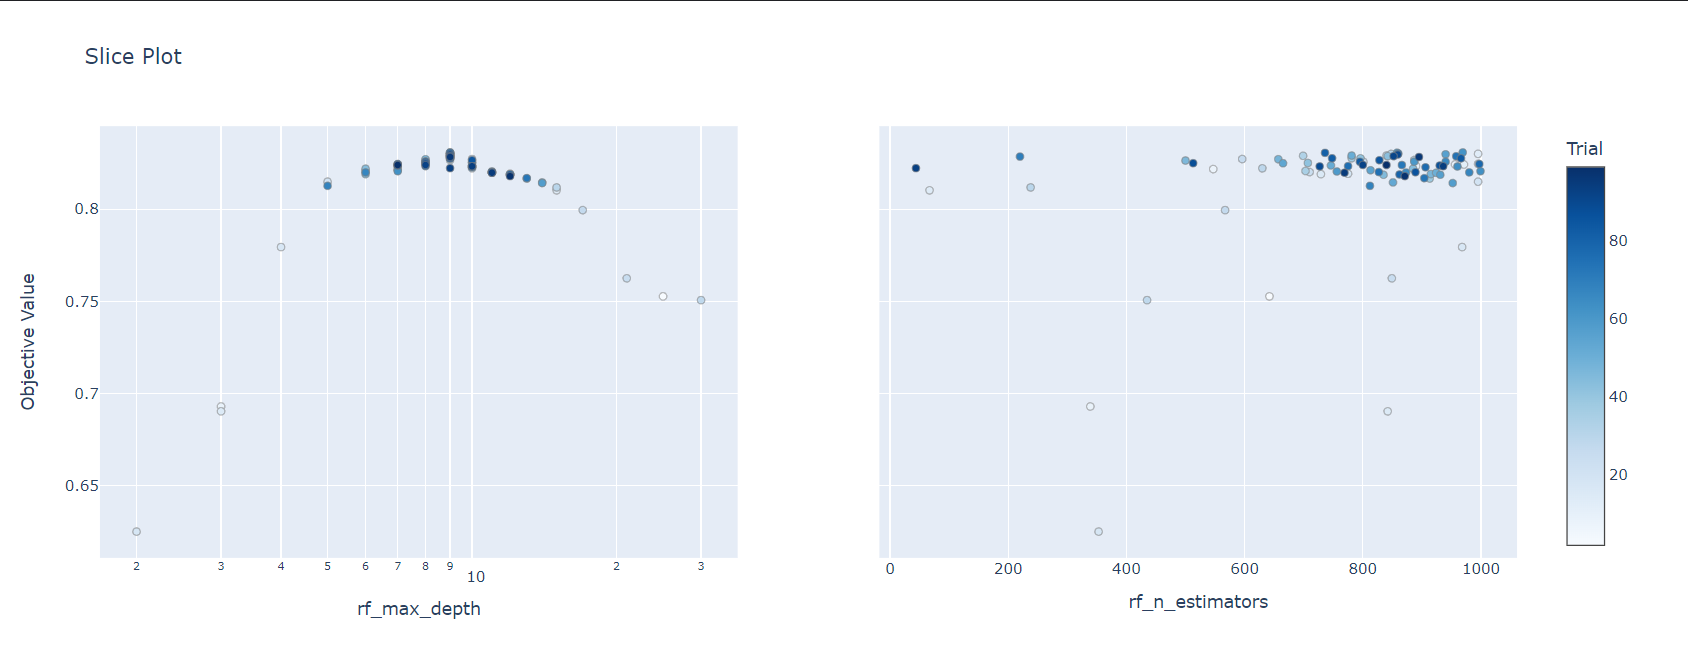 Slice Plot
Objective Value
0.8
0.75
0.7
0.65
2 3 4 5 6 7 8 9 10 2 3
rf_max_depth
0 200 400 600 800 1000
rf_n_estimators
Trial
80
60
40
20